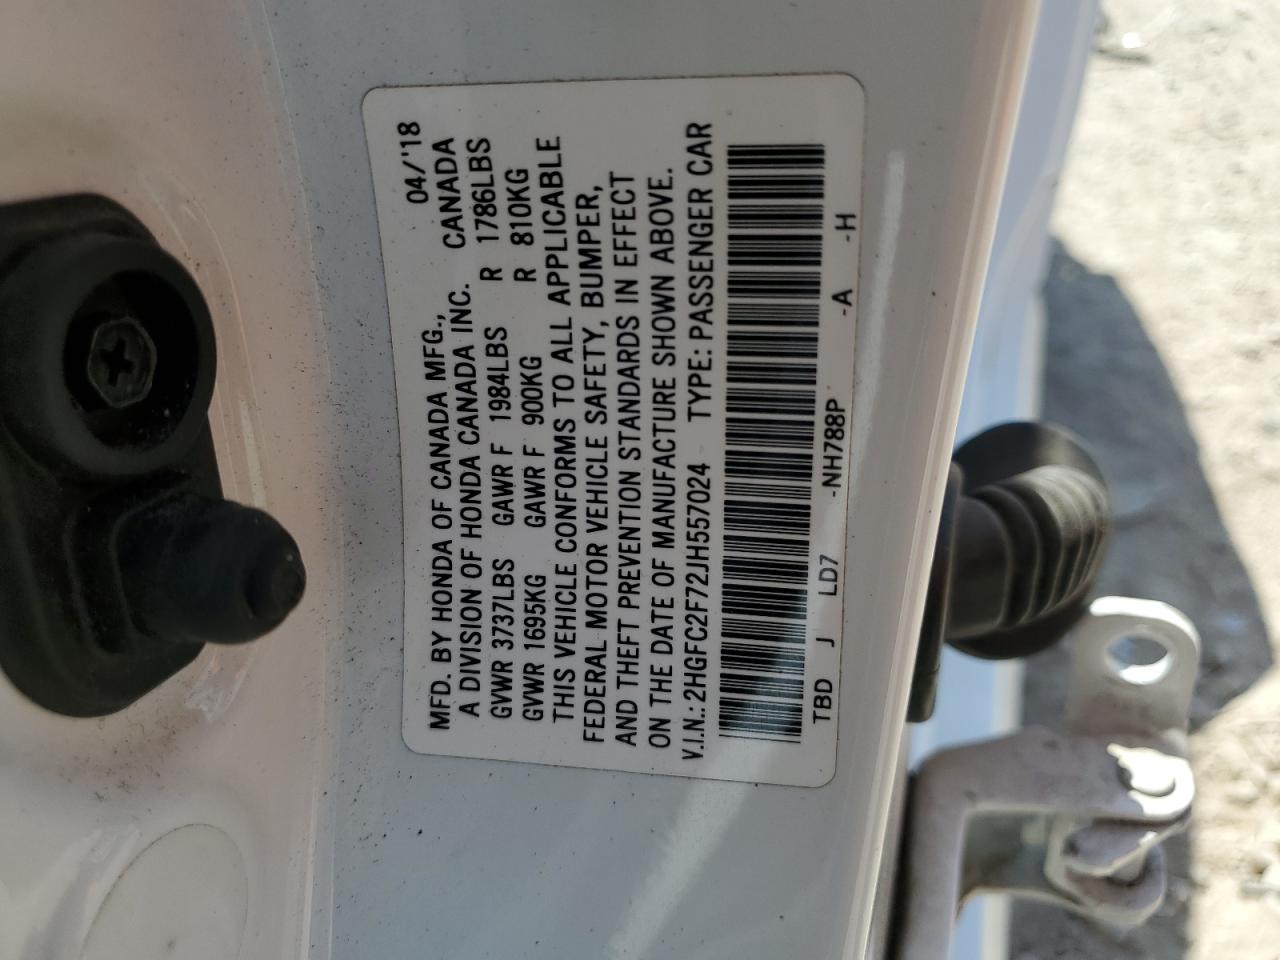 MFD. BY HONDA OF CANADA MFG., 04/'18
A DIVISION OF HONDA CANADA INC. CANADA
GVWR 3737LBS GAWR F 1984LBS R 1786LBS
GVWR 1695KG GAWR F 900KG R 810KG
THIS VEHICLE CONFORMS TO ALL APPLICABLE
FEDERAL MOTOR VEHICLE SAFETY, BUMPER,
AND THEFT PREVENTION STANDARDS IN EFFECT
ON THE DATE OF MANUFACTURE SHOWN ABOVE.
V.I.N.: 2HGFC2F72JH557024 TYPE: PASSENGER CAR
TBD J LD7 -NH788P -A -H